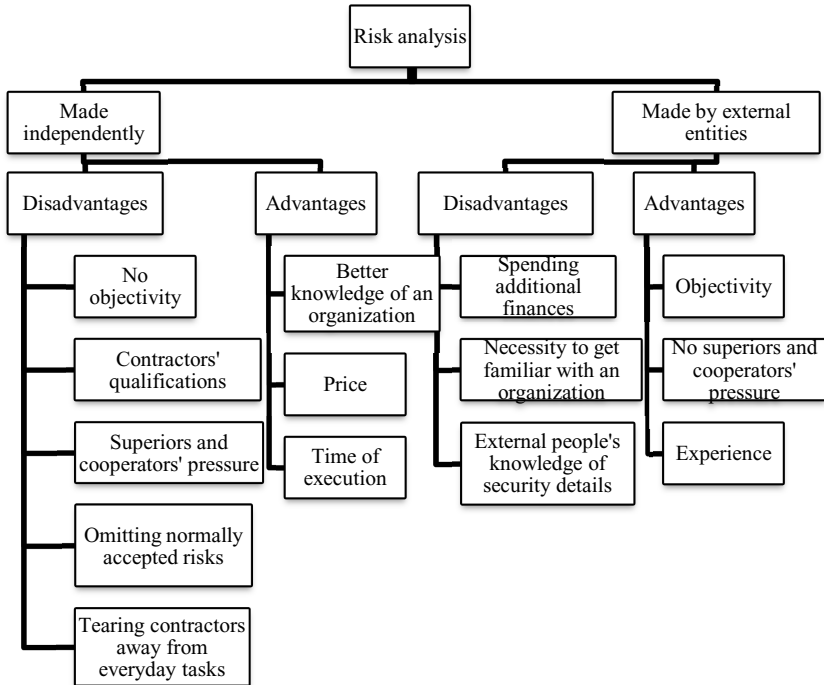 Risk analysis
Made
independently
Made by external
entities
Disadvantages
Advantages
Disadvantages
Advantages
No
objectivity
Contractors'
qualifications
Superiors and
cooperators' pressure
Omitting normally
accepted risks
Tearing contractors
away from
everyday tasks
Better
knowledge of an
organization
Price
Time of
execution
Spending
additional
finances
Necessity to get
familiar with an
organization
External people's
knowledge of
security details
Objectivity
No superiors and
cooperators'
pressure
Experience